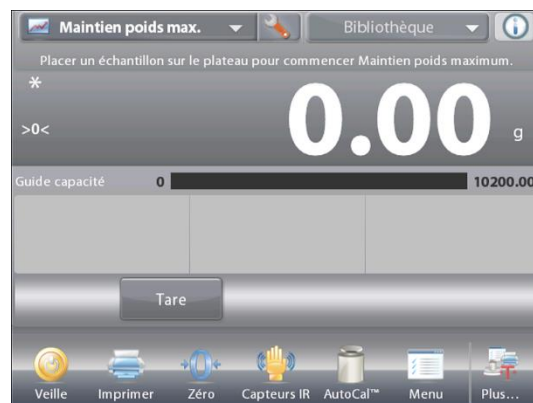 Maintien poids max. Bibliothèque
Placer un échantillon sur le plateau pour commencer Maintien poids maximum.
*
>0< 0.00 g
Guide capacité 0 10200.00
Tare
Veille Imprimer Zéro Capteurs IR AutoCal™ Menu Plus...